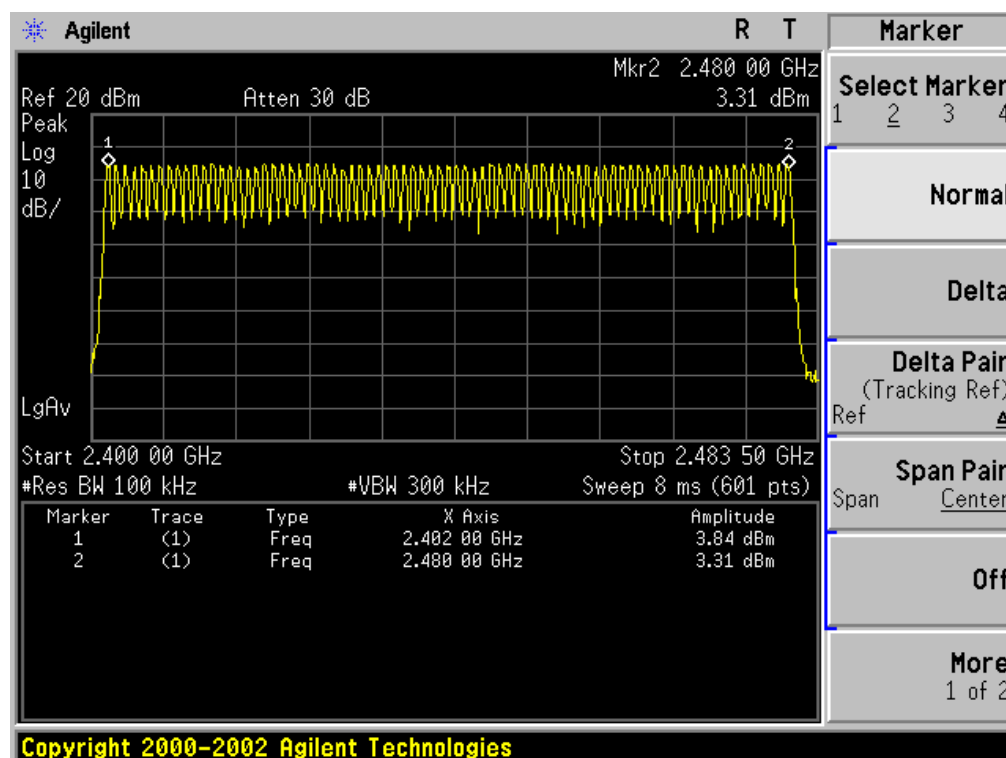 Agilent R T
Mkr2 2.480 00 GHz
Ref 20 dBm Atten 30 dB 3.31 dBm
Peak
Log
10
dB/
1
2
LgAv
Start 2.400 00 GHz Stop 2.483 50 GHz
#Res BW 100 kHz #VBW 300 kHz Sweep 8 ms (601 pts)
Marker Trace Type X Axis Amplitude
1 (1) Freq 2.402 00 GHz 3.84 dBm
2 (1) Freq 2.480 00 GHz 3.31 dBm
Marker
Select Marker
1 2 3 4
Normal
Delta
Delta Pair
(Tracking Ref)
Ref Δ
Span Pair
Span Center
Off
More
1 of 2
Copyright 2000-2002 Agilent Technologies